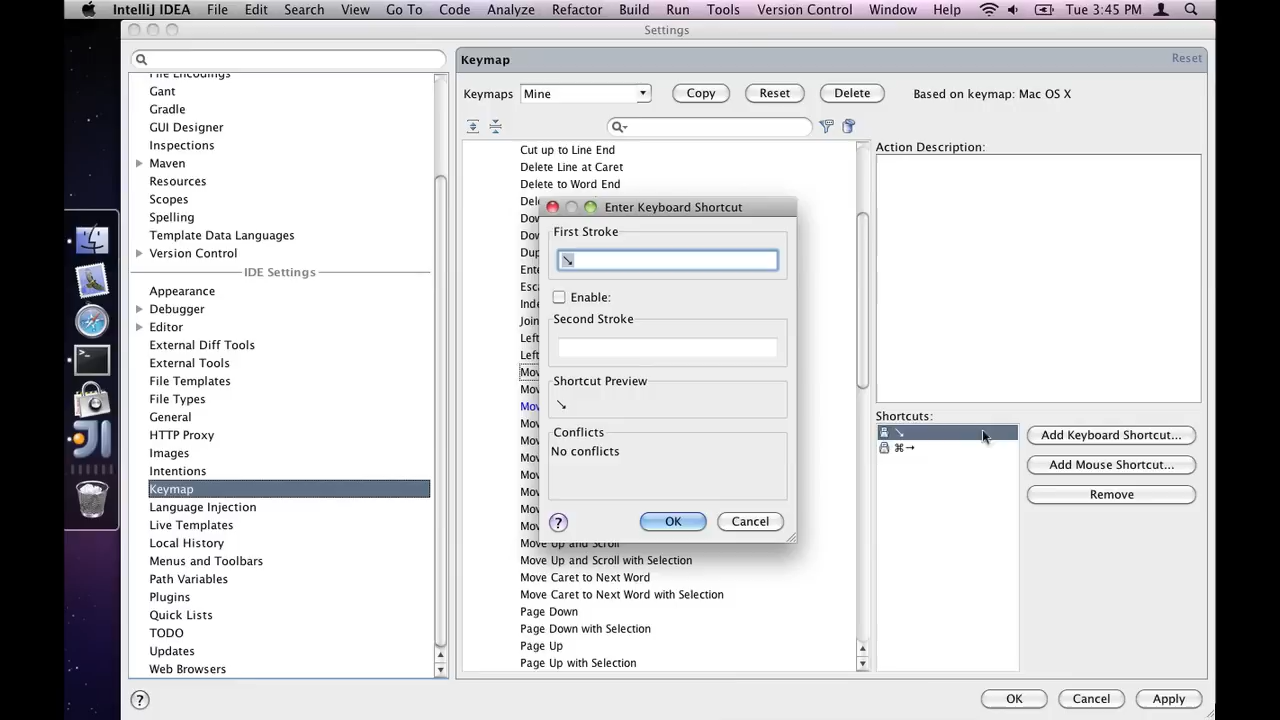 IntelliJ IDEA File Edit Search View Go To Code Analyze Refactor Build Run Tools Version Control Window Help Tue 3:45 PM
Settings
File Encodings
Gant
Gradle
GUI Designer
Inspections
Maven
Resources
Scopes
Spelling
Template Data Languages
Version Control
IDE Settings
Appearance
Debugger
Editor
External Diff Tools
External Tools
File Templates
File Types
General
HTTP Proxy
Images
Intentions
Keymap
Language Injection
Live Templates
Local History
Menus and Toolbars
Path Variables
Plugins
Quick Lists
TODO
Updates
Web Browsers
Keymap Reset
Keymaps Mine Copy Reset Delete Based on keymap: Mac OS X
Cut up to Line End
Delete Line at Caret
Delete to Word End
Move Up and Scroll
Move Up and Scroll with Selection
Move Caret to Next Word
Move Caret to Next Word with Selection
Page Down
Page Down with Selection
Page Up
Page Up with Selection
Enter Keyboard Shortcut
First Stroke
↘
Enable:
Second Stroke
Shortcut Preview
↘
Conflicts
No conflicts
? OK Cancel
Action Description:
Shortcuts:
↘
⌘→
Add Keyboard Shortcut...
Add Mouse Shortcut...
Remove
? OK Cancel Apply